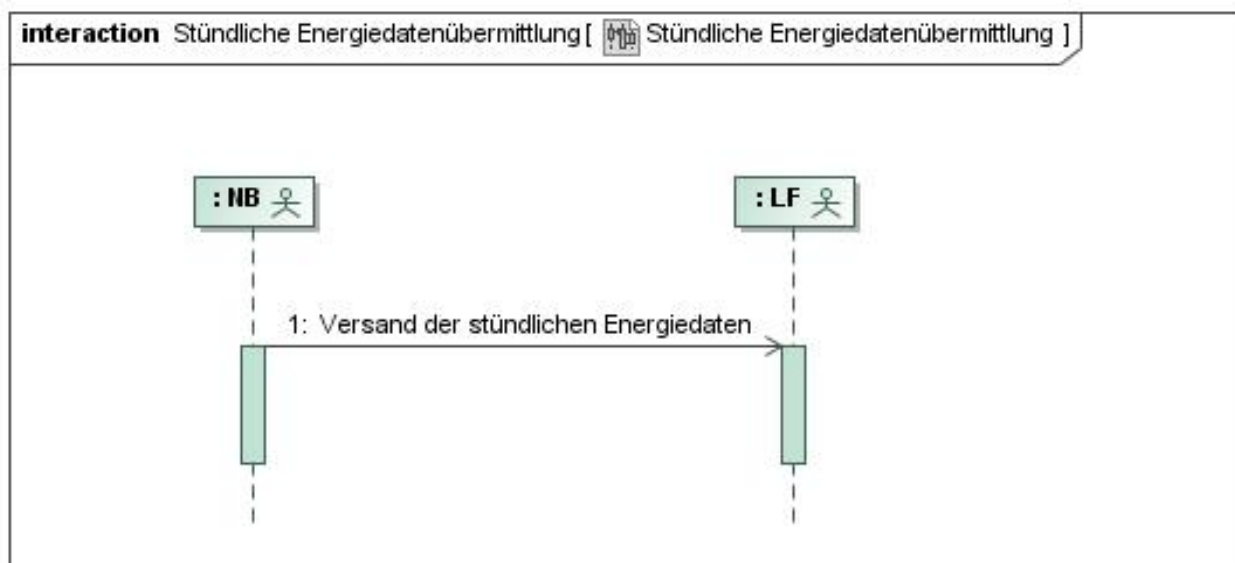 interaction Stündliche Energiedatenübermittlung [ Stündliche Energiedatenübermittlung ]
: NB
: LF
1: Versand der stündlichen Energiedaten